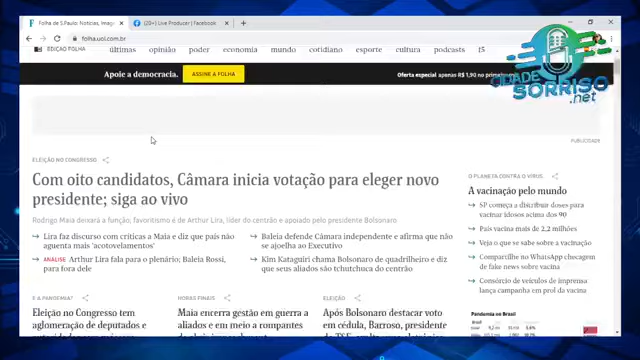 Folha de S.Paulo: Notícias, Image
(20+) Live Producer | Facebook
folha.uol.com.br
EDIÇÃO FOLHA
últimas opinião poder economia mundo cotidiano esporte cultura podcasts f5
Apoie a democracia. ASSINE A FOLHA
Oferta especial apenas R$ 1,90 no primeiro
CIDADE
SORRISO
.net
PUBLICIDADE
ELEIÇÃO NO CONGRESSO
Com oito candidatos, Câmara inicia votação para eleger novo
presidente; siga ao vivo
Rodrigo Maia deixará a função; favoritismo é de Arthur Lira, líder do centrão e apoiado pelo presidente Bolsonaro
Lira faz discurso com críticas a Maia e diz que país não
aguenta mais 'acotovelamentos'
ANÁLISE Arthur Lira fala para o plenário; Baleia Rossi,
para fora dele
Baleia defende Câmara independente e afirma que não
se ajoelha ao Executivo
Kim Kataguiri chama Bolsonaro de quadrilheiro e diz
que seus aliados são tchutchuca do centrão
O PLANETA CONTRA O VÍRUS
A vacinação pelo mundo
SP começa a distribuir doses para
vacinar idosos acima dos 90
País vacina mais de 2,2 milhões
Veja o que se sabe sobre a vacinação
Compartilhe no WhatsApp checagem
de fake news sobre vacina
Consórcio de veículos de imprensa
lança campanha em prol da vacina
E A PANDEMIA?
Eleição no Congresso tem
aglomeração de deputados e
HORAS FINAIS
Maia encerra gestão em guerra a
aliados e em meio a rompantes
ELEIÇÃO
Após Bolsonaro destacar voto
em cédula, Barroso, presidente
Pandemia no Brasil